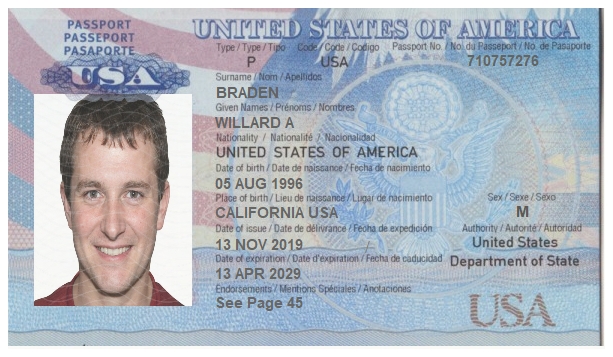 PASSPORT
PASSEPORT
PASAPORTE
USA
UNITED STATES OF AMERICA
Type / Type / Tipo Code / Code / Codigo Passport No. / No. du Passeport / No. de Pasaporte
P USA 710757276
Surname / Nom / Apellidos
BRADEN
Given Names / Prénoms / Nombres
WILLARD A
Nationality / Nationalité / Nacionalidad
UNITED STATES OF AMERICA
Date of birth / Date de naissance / Fecha de nacimiento
05 AUG 1996
Place of birth / Lieu de naissance / Lugar de nacimiento Sex / Sexe / Sexo
CALIFORNIA USA M
Date of issue / Date de délivrance / Fecha de expedición Authority / Autorité / Autoridad
13 NOV 2019 United States
Date of expiration / Date d'expiration / Fecha de caducidad Department of State
13 APR 2029
Endorsements / Mentions Spéciales / Anotaciones
See Page 45
USA